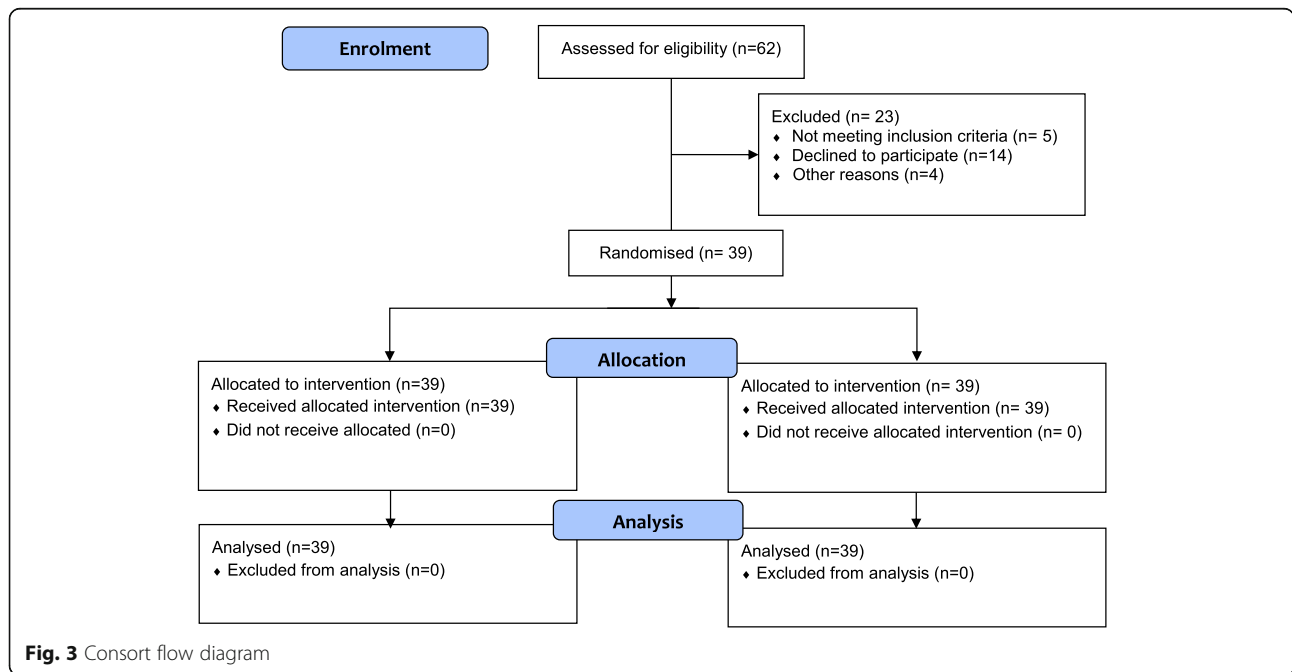 Enrolment
Assessed for eligibility (n=62)
Excluded (n= 23)
♦ Not meeting inclusion criteria (n= 5)
♦ Declined to participate (n=14)
♦ Other reasons (n=4)
Randomised (n= 39)
Allocation
Allocated to intervention (n=39)
♦ Received allocated intervention (n=39)
♦ Did not receive allocated (n=0)
Allocated to intervention (n= 39)
♦ Received allocated intervention (n= 39)
♦ Did not receive allocated intervention (n= 0)
Analysis
Analysed (n=39)
♦ Excluded from analysis (n=0)
Analysed (n=39)
♦ Excluded from analysis (n=0)
Fig. 3 Consort flow diagram